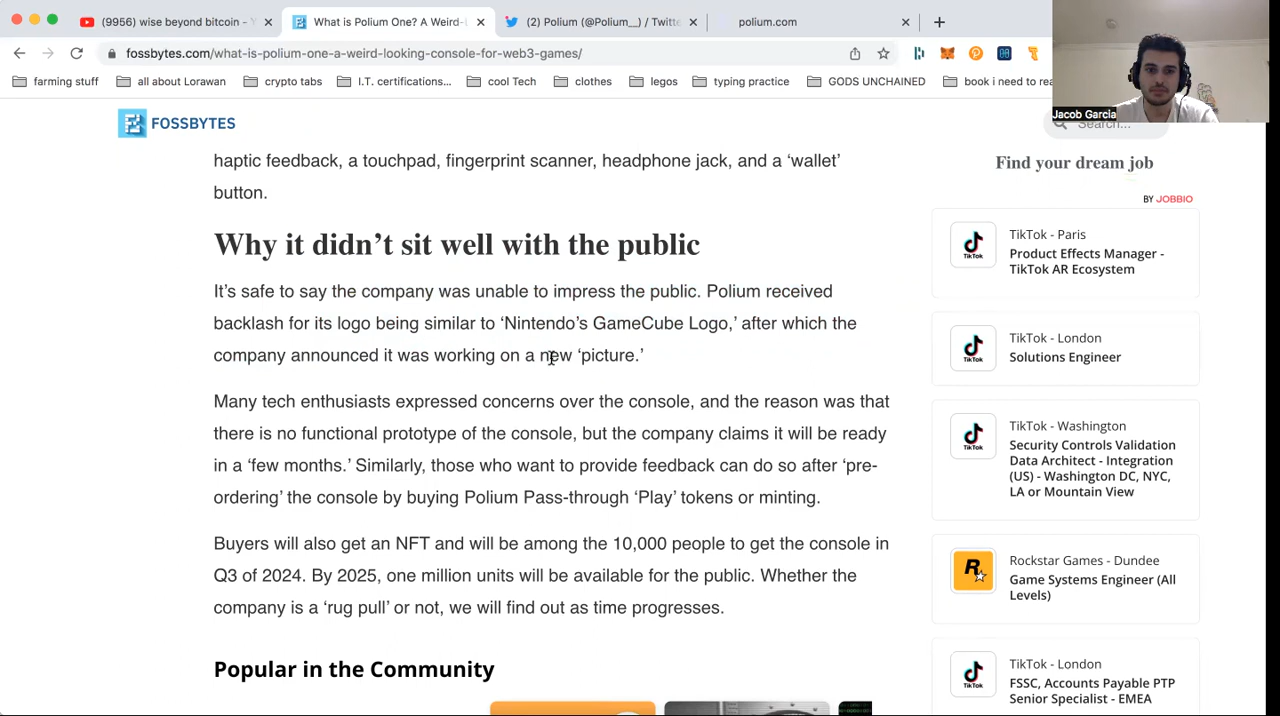 (9956) wise beyond bitcoin - Y
What is Polium One? A Weird-L
(2) Polium (@Polium__) / Twitte
polium.com
fossbytes.com/what-is-polium-one-a-weird-looking-console-for-web3-games/
farming stuff
all about Lorawan
crypto tabs
I.T. certifications...
cool Tech
clothes
legos
typing practice
GODS UNCHAINED
book i need to rea
Jacob Garcia
FOSSBYTES
Search...
haptic feedback, a touchpad, fingerprint scanner, headphone jack, and a ‘wallet’
button.
Why it didn’t sit well with the public
It’s safe to say the company was unable to impress the public. Polium received
backlash for its logo being similar to ‘Nintendo’s GameCube Logo,’ after which the
company announced it was working on a new ‘picture.’
Many tech enthusiasts expressed concerns over the console, and the reason was that
there is no functional prototype of the console, but the company claims it will be ready
in a ‘few months.’ Similarly, those who want to provide feedback can do so after ‘pre-
ordering’ the console by buying Polium Pass-through ‘Play’ tokens or minting.
Buyers will also get an NFT and will be among the 10,000 people to get the console in
Q3 of 2024. By 2025, one million units will be available for the public. Whether the
company is a ‘rug pull’ or not, we will find out as time progresses.
Popular in the Community
Find your dream job
BY JOBBIO
TikTok - Paris
Product Effects Manager -
TikTok AR Ecosystem
TikTok
TikTok - London
Solutions Engineer
TikTok
TikTok - Washington
Security Controls Validation
Data Architect - Integration
(US) - Washington DC, NYC,
LA or Mountain View
TikTok
Rockstar Games - Dundee
Game Systems Engineer (All
Levels)
R
TikTok - London
FSSC, Accounts Payable PTP
Senior Specialist - EMEA
TikTok